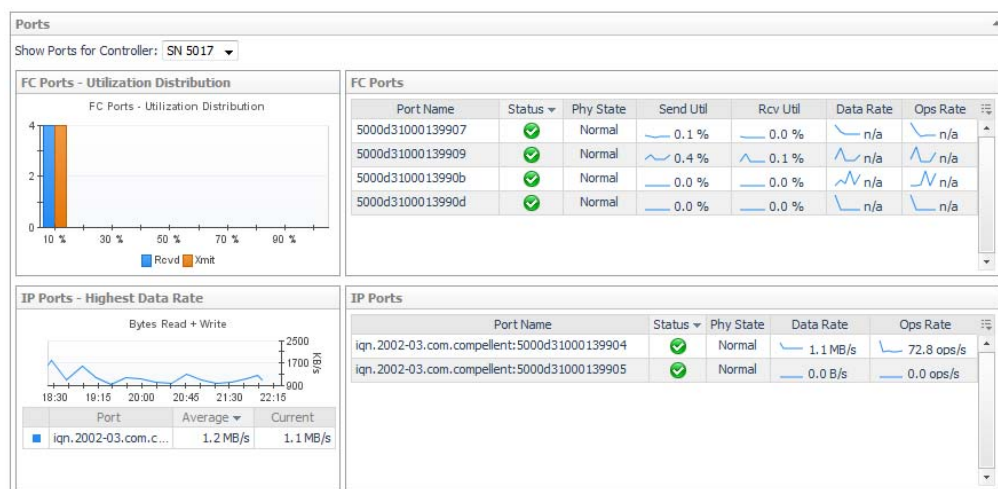 Ports
Show Ports for Controller: SN 5017
FC Ports - Utilization Distribution
FC Ports - Utilization Distribution
4
2
0
10 % 30 % 50 % 70 % 90 %
Rcvd Xmit
FC Ports
Port Name Status Phy State Send Util Rcv Util Data Rate Ops Rate
5000d31000139907 Normal 0.1 % 0.0 % n/a n/a
5000d31000139909 Normal 0.4 % 0.1 % n/a n/a
5000d3100013990b Normal 0.0 % 0.0 % n/a n/a
5000d3100013990d Normal 0.0 % 0.0 % n/a n/a
IP Ports - Highest Data Rate
Bytes Read + Write
2500
1700
900
KB/s
18:30 19:15 20:00 20:45 21:30 22:15
Port Average Current
iqn.2002-03.com.c... 1.2 MB/s 1.1 MB/s
IP Ports
Port Name Status Phy State Data Rate Ops Rate
iqn.2002-03.com.compellent:5000d31000139904 Normal 1.1 MB/s 72.8 ops/s
iqn.2002-03.com.compellent:5000d31000139905 Normal 0.0 B/s 0.0 ops/s